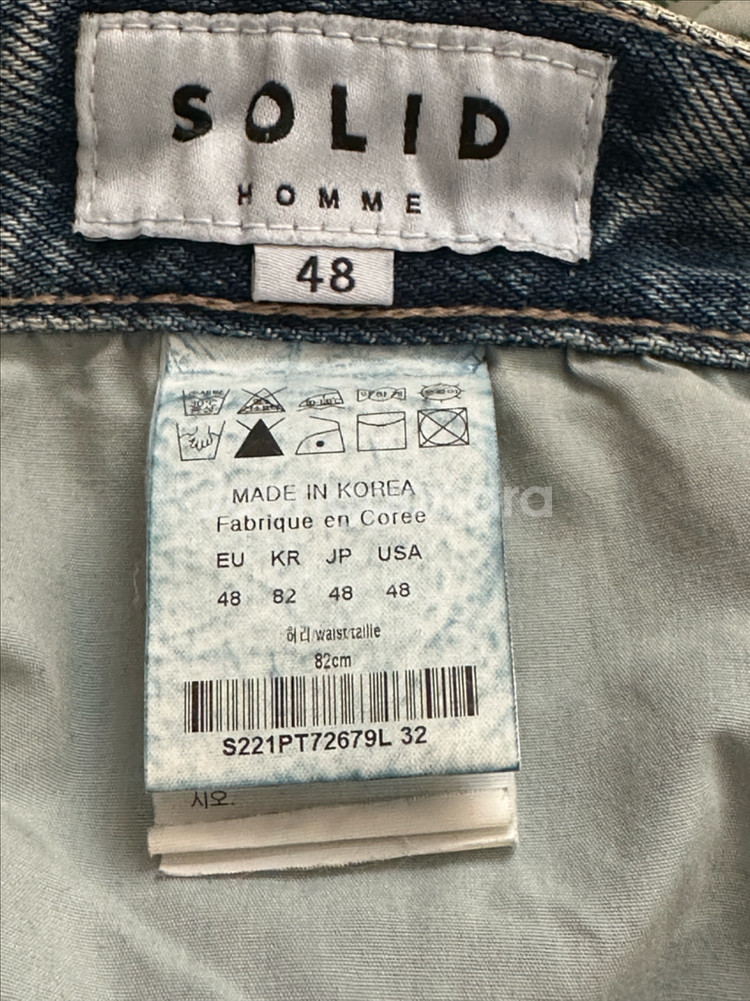 SOLID
HOMME
48
MADE IN KOREA
Fabrique en Coree
EU KR JP USA
48 82 48 48
허리/waist/taille
82cm
S221PT72679L 32
시오.